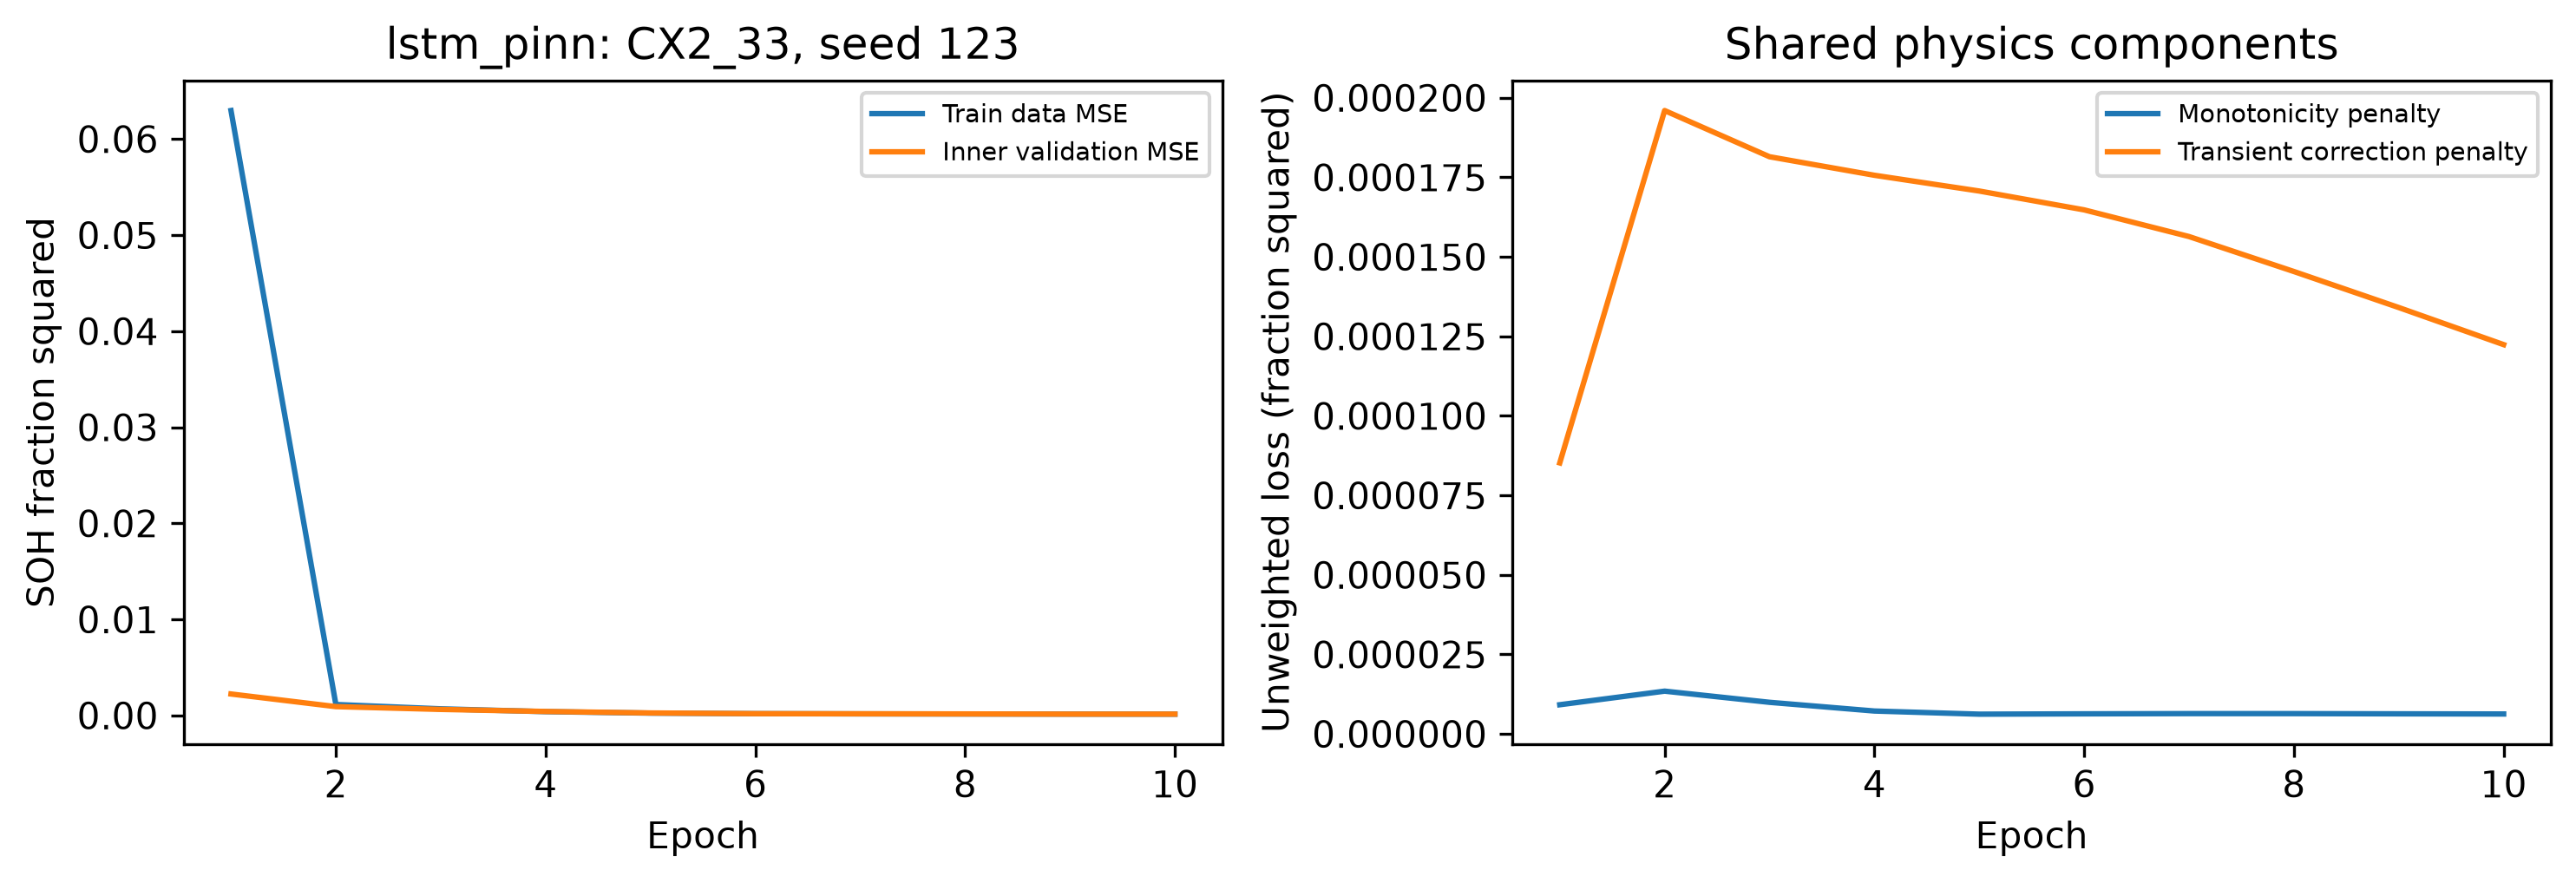 lstm_pinn: CX2_33, seed 123
SOH fraction squared
0.06
0.05
0.04
0.03
0.02
0.01
0.00
Train data MSE
Inner validation MSE
2 4 6 8 10
Epoch
Shared physics components
Unweighted loss (fraction squared)
0.000200
0.000175
0.000150
0.000125
0.000100
0.000075
0.000050
0.000025
0.000000
Monotonicity penalty
Transient correction penalty
2 4 6 8 10
Epoch